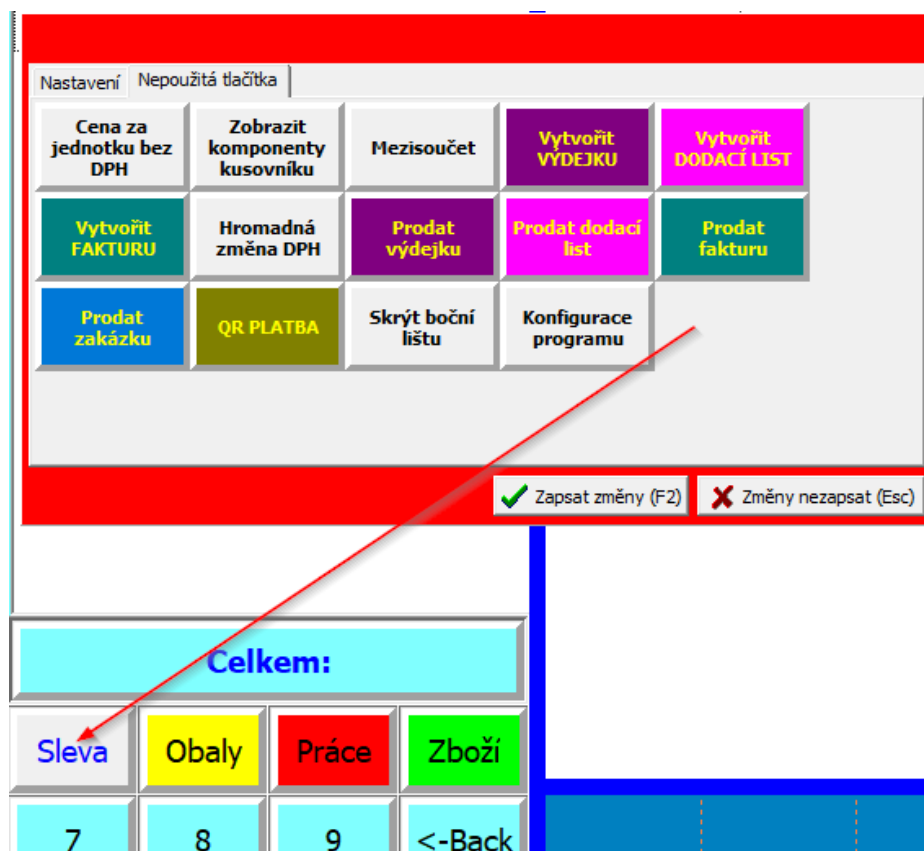 Nastavení Nepoužitá tlačítka
Cena za
jednotku bez
DPH
Zobrazit
komponenty
kusovníku
Mezisoučet
Vytvořit
VÝDEJKU
Vytvořit
DODACÍ LIST
Vytvořit
FAKTURU
Hromadná
změna DPH
Prodat
výdejku
Prodat dodací
list
Prodat
fakturu
Prodat
zakázku
QR PLATBA
Skrýt boční
lištu
Konfigurace
programu
Zapsat změny (F2)
Změny nezapsat (Esc)
Celkem:
Sleva
Obaly
Práce
Zboží
7
8
9
<-Back